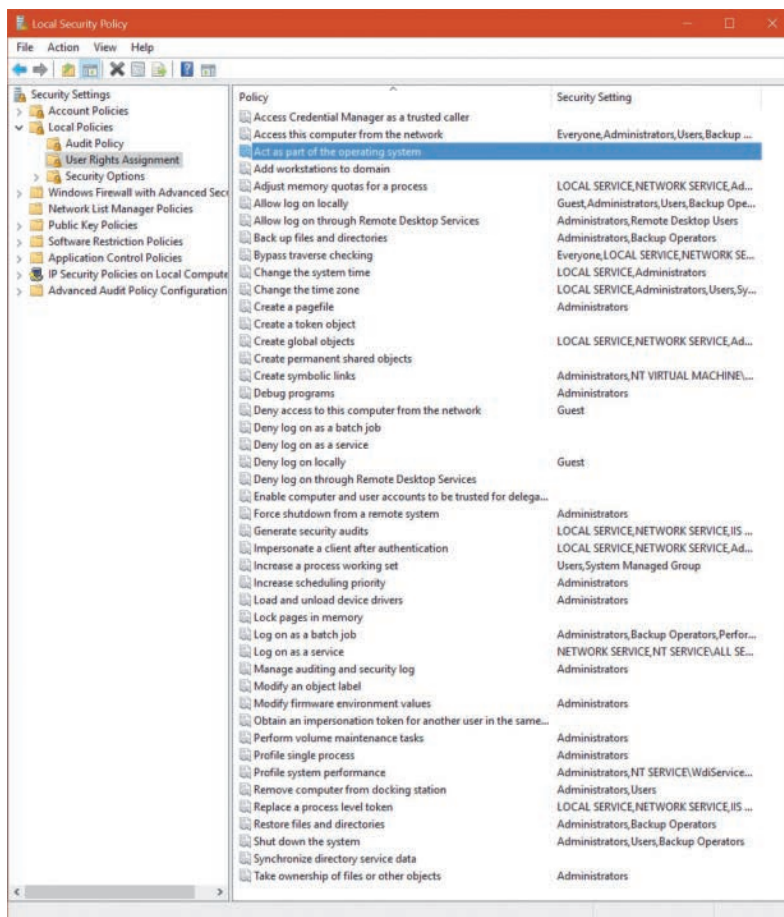 Local Security Policy
File Action View Help
Security Settings
Account Policies
Local Policies
Audit Policy
User Rights Assignment
Security Options
Windows Firewall with Advanced Secu
Network List Manager Policies
Public Key Policies
Software Restriction Policies
Application Control Policies
IP Security Policies on Local Compute
Advanced Audit Policy Configuration
Policy Security Setting
Access Credential Manager as a trusted caller
Access this computer from the network Everyone,Administrators,Users,Backup ...
Act as part of the operating system
Add workstations to domain
Adjust memory quotas for a process LOCAL SERVICE,NETWORK SERVICE,Ad...
Allow log on locally Guest,Administrators,Users,Backup Ope...
Allow log on through Remote Desktop Services Administrators,Remote Desktop Users
Back up files and directories Administrators,Backup Operators
Bypass traverse checking Everyone,LOCAL SERVICE,NETWORK SE...
Change the system time LOCAL SERVICE,Administrators
Change the time zone LOCAL SERVICE,Administrators,Users,Sy...
Create a pagefile Administrators
Create a token object
Create global objects LOCAL SERVICE,NETWORK SERVICE,Ad...
Create permanent shared objects
Create symbolic links Administrators,NT VIRTUAL MACHINE\...
Debug programs Administrators
Deny access to this computer from the network Guest
Deny log on as a batch job
Deny log on as a service
Deny log on locally Guest
Deny log on through Remote Desktop Services
Enable computer and user accounts to be trusted for delega...
Force shutdown from a remote system Administrators
Generate security audits LOCAL SERVICE,NETWORK SERVICE,IIS ...
Impersonate a client after authentication LOCAL SERVICE,NETWORK SERVICE,Ad...
Increase a process working set Users,System Managed Group
Increase scheduling priority Administrators
Load and unload device drivers Administrators
Lock pages in memory
Log on as a batch job Administrators,Backup Operators,Perfor...
Log on as a service NETWORK SERVICE,NT SERVICE\ALL SE...
Manage auditing and security log Administrators
Modify an object label
Modify firmware environment values Administrators
Obtain an impersonation token for another user in the same...
Perform volume maintenance tasks Administrators
Profile single process Administrators
Profile system performance Administrators,NT SERVICE\WdiService...
Remove computer from docking station Administrators,Users
Replace a process level token LOCAL SERVICE,NETWORK SERVICE,IIS ...
Restore files and directories Administrators,Backup Operators
Shut down the system Administrators,Users,Backup Operators
Synchronize directory service data
Take ownership of files or other objects Administrators